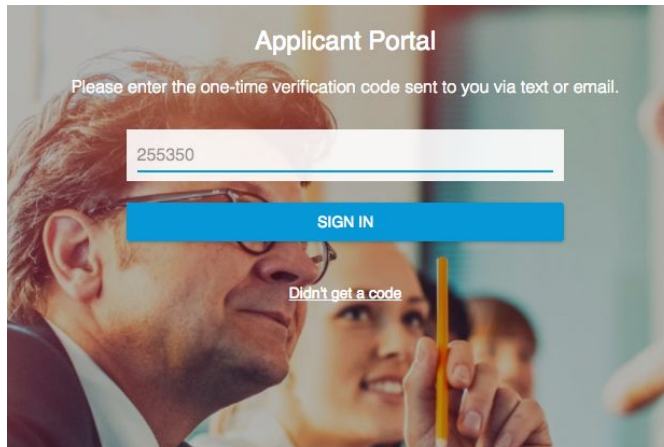 Applicant Portal
Please enter the one-time verification code sent to you via text or email.
255350
SIGN IN
Didn't get a code